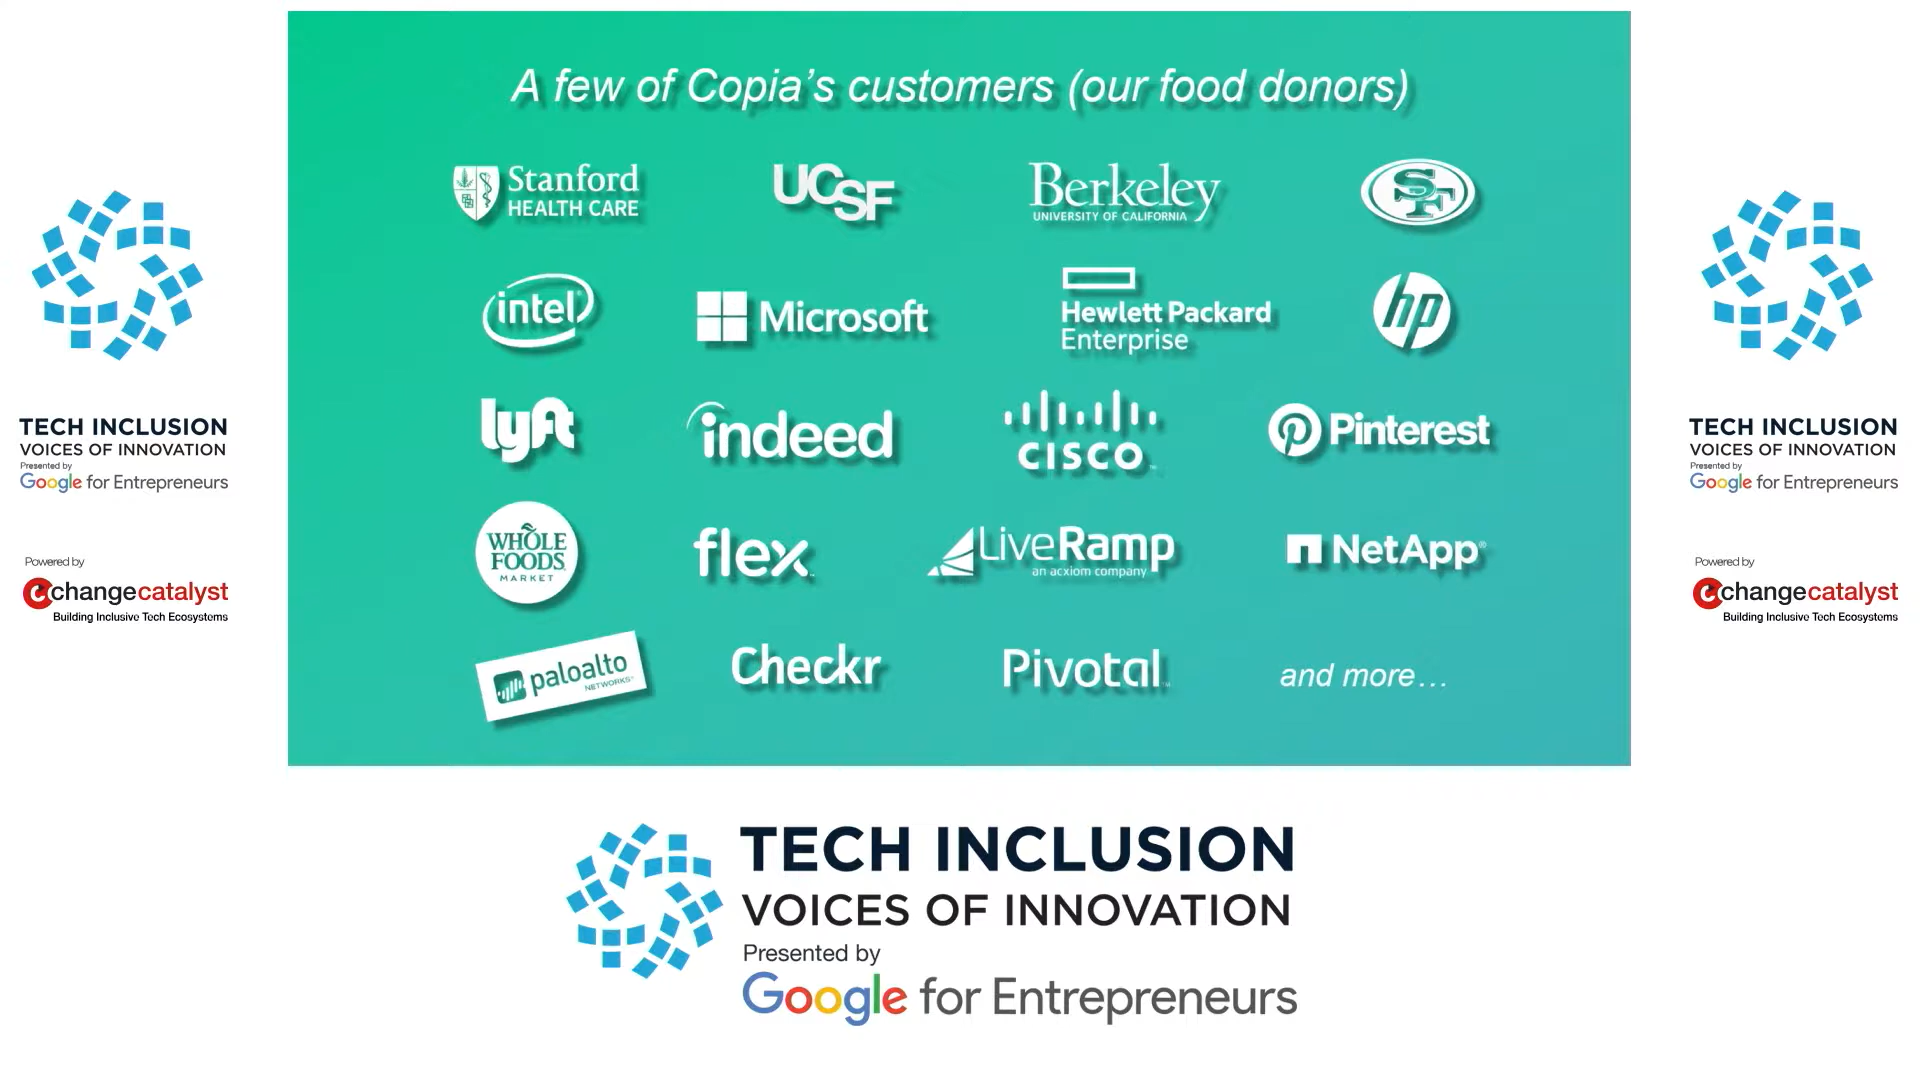 A few of Copia's customers (our food donors)
Stanford
HEALTH CARE
UCSF
Berkeley
UNIVERSITY OF CALIFORNIA
SF
intel
Microsoft
Hewlett Packard
Enterprise
hp
lyft
indeed
CISCO
Pinterest
WHOLE
FOODS
MARKET
flex
LiveRamp
an acxiom company
NetApp
paloalto
NETWORKS
Checkr
Pivotal
and more...
TECH INCLUSION
VOICES OF INNOVATION
Presented by
Google for Entrepreneurs
Powered by
changecatalyst
Building Inclusive Tech Ecosystems
TECH INCLUSION
VOICES OF INNOVATION
Presented by
Google for Entrepreneurs
Powered by
changecatalyst
Building Inclusive Tech Ecosystems
TECH INCLUSION
VOICES OF INNOVATION
Presented by
Google for Entrepreneurs